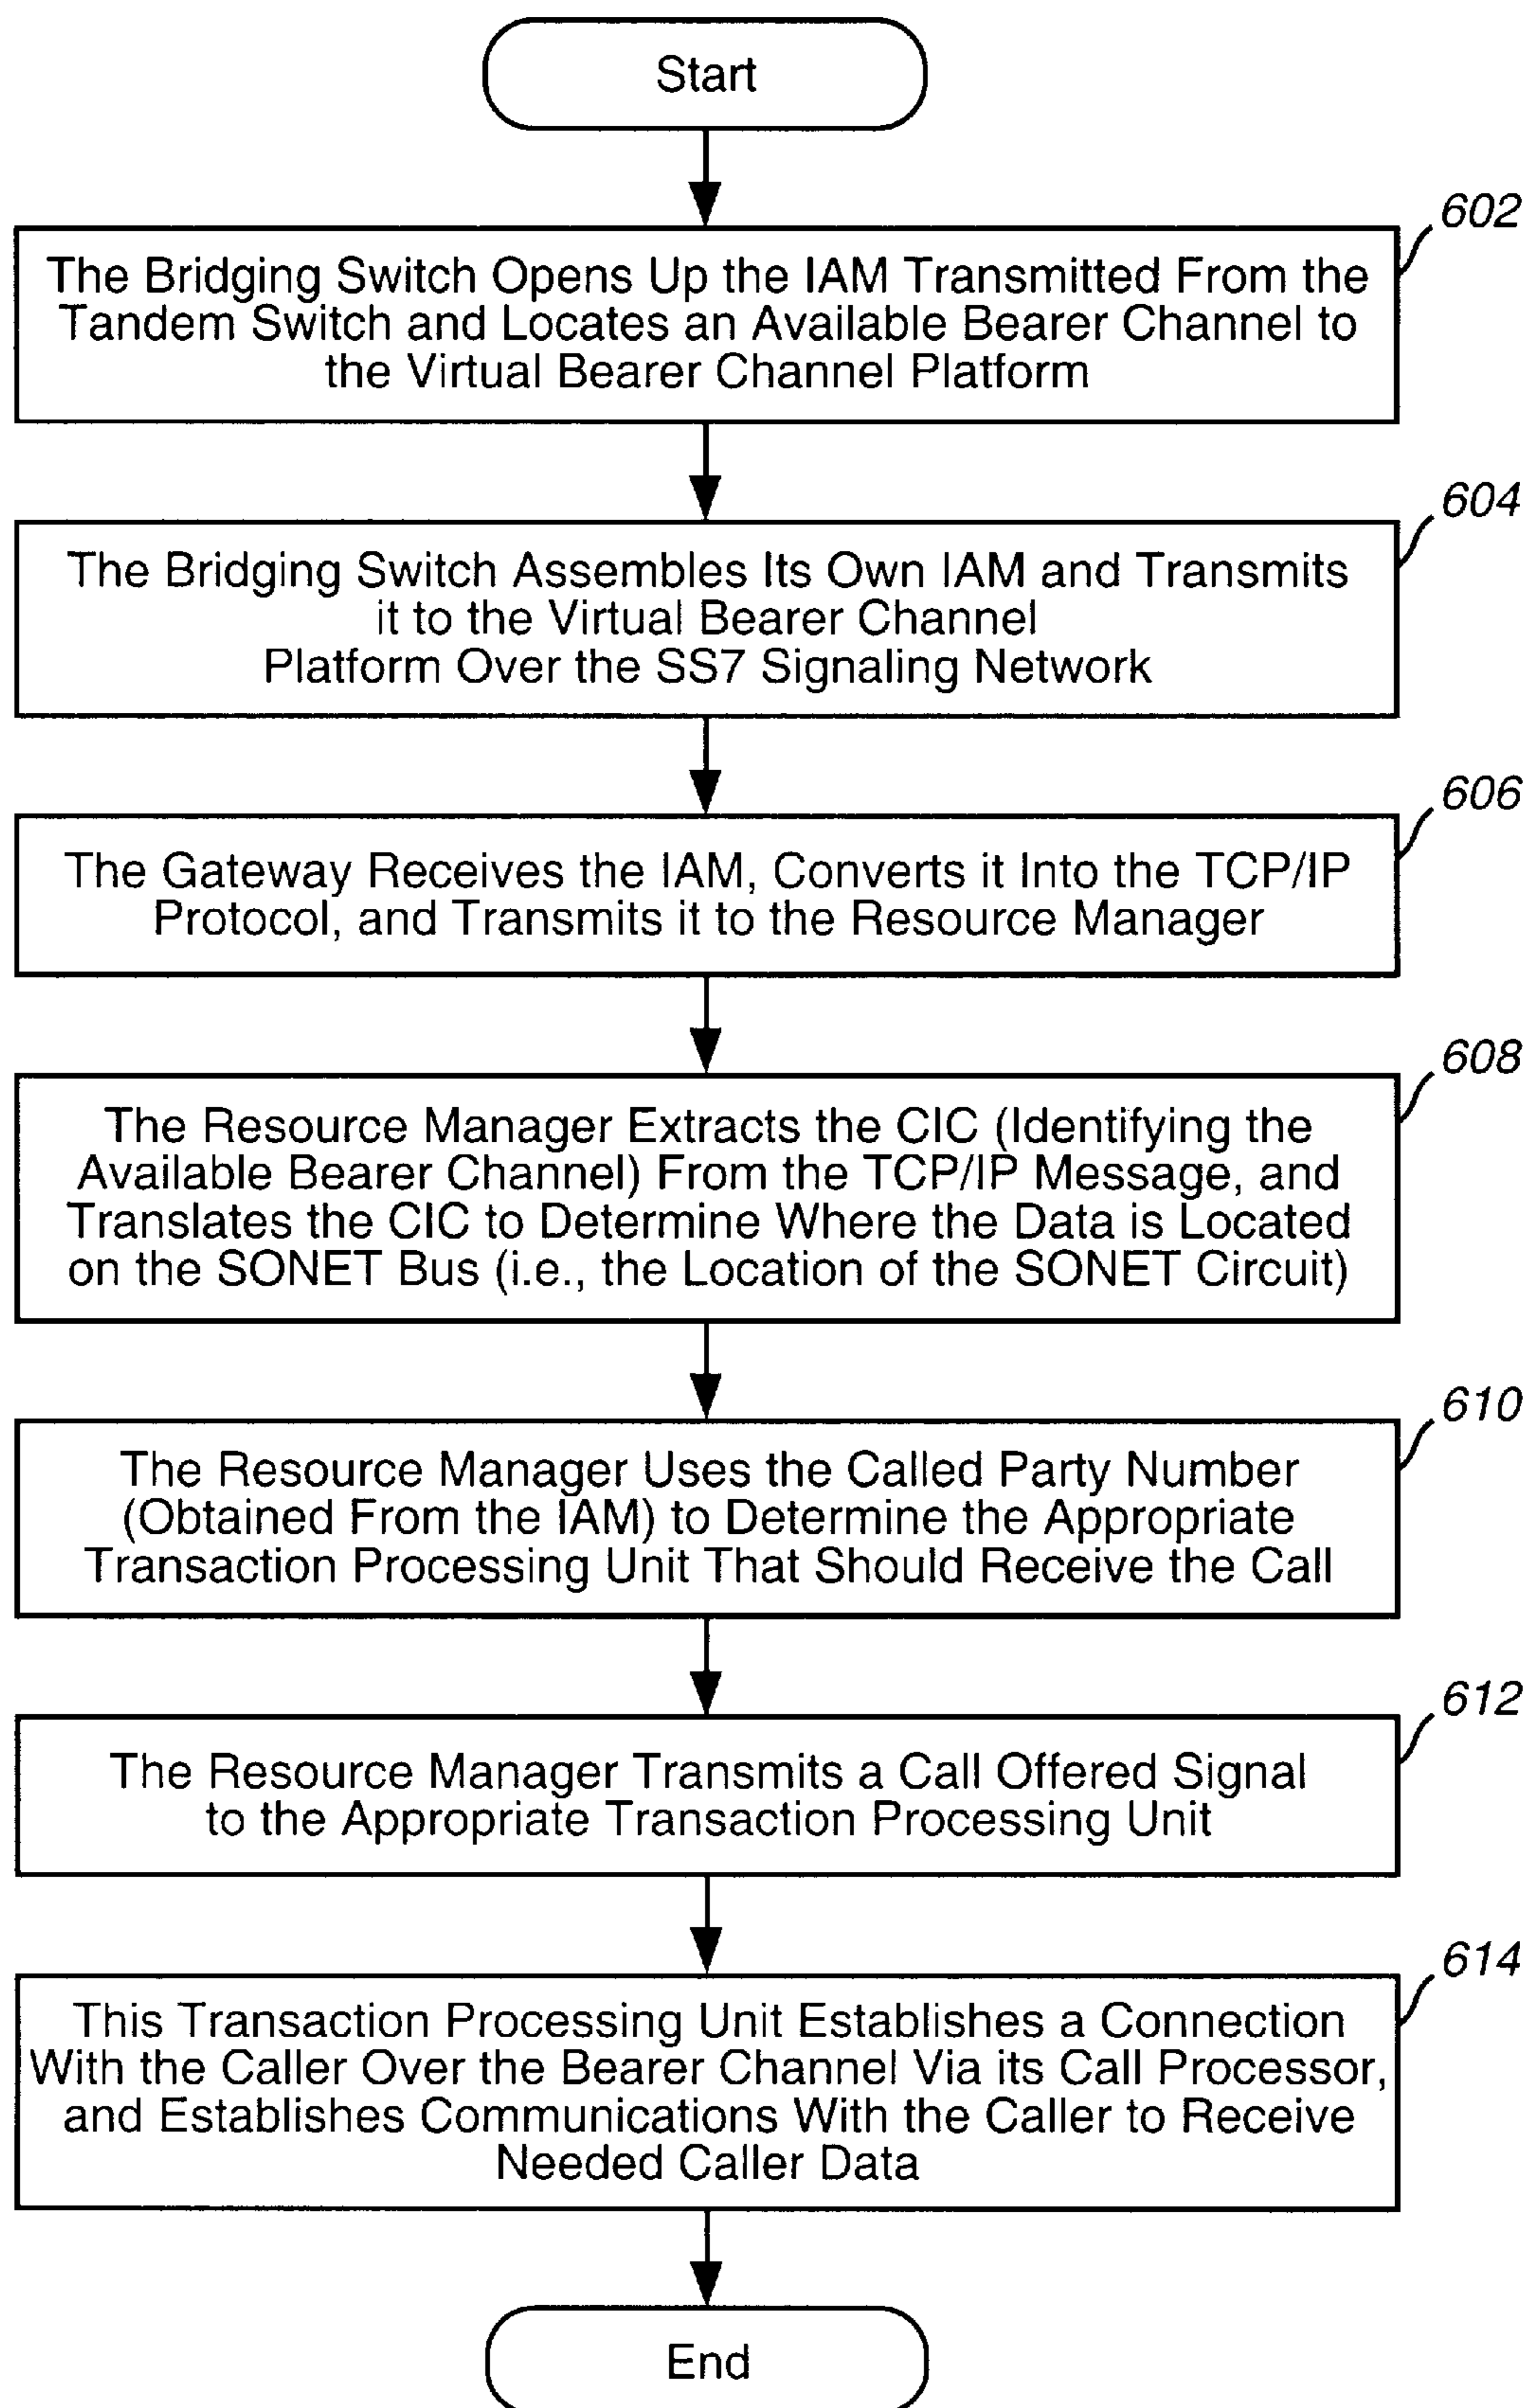 Start
602
The Bridging Switch Opens Up the IAM Transmitted From the
Tandem Switch and Locates an Available Bearer Channel to
the Virtual Bearer Channel Platform
604
The Bridging Switch Assembles Its Own IAM and Transmits
it to the Virtual Bearer Channel
Platform Over the SS7 Signaling Network
606
The Gateway Receives the IAM, Converts it Into the TCP/IP
Protocol, and Transmits it to the Resource Manager
608
The Resource Manager Extracts the CIC (Identifying the
Available Bearer Channel) From the TCP/IP Message, and
Translates the CIC to Determine Where the Data is Located
on the SONET Bus (i.e., the Location of the SONET Circuit)
610
The Resource Manager Uses the Called Party Number
(Obtained From the IAM) to Determine the Appropriate
Transaction Processing Unit That Should Receive the Call
612
The Resource Manager Transmits a Call Offered Signal
to the Appropriate Transaction Processing Unit
614
This Transaction Processing Unit Establishes a Connection
With the Caller Over the Bearer Channel Via its Call Processor,
and Establishes Communications With the Caller to Receive
Needed Caller Data
End